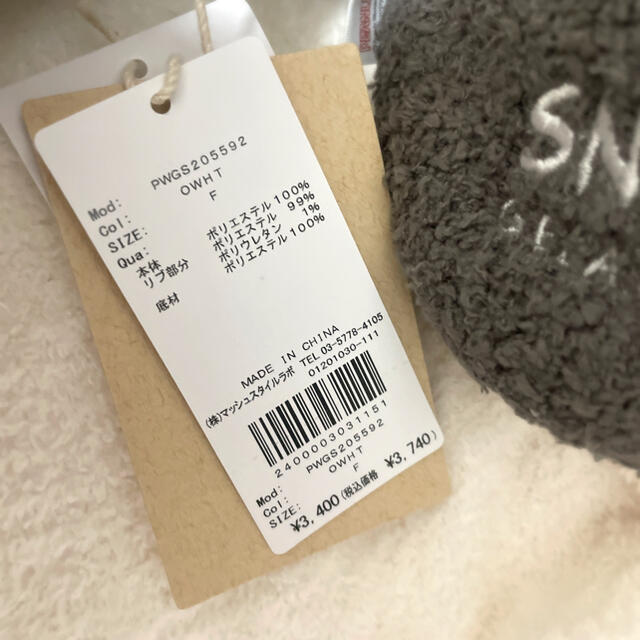 Mod: PWGS205592
Col: OWHT
SIZE: F
Qua:
本体 ポリエステル100%
リブ部分 ポリエステル 99%
ポリウレタン 1%
底材 ポリエステル100%
MADE IN CHINA
(株)マッシュスタイルラボ TEL 03-5778-4105
01201030-111
2400003031151
Mod: PWGS205592
Col: OWHT
SIZE: F
¥3,400(税込価格 ¥3,740)
SN